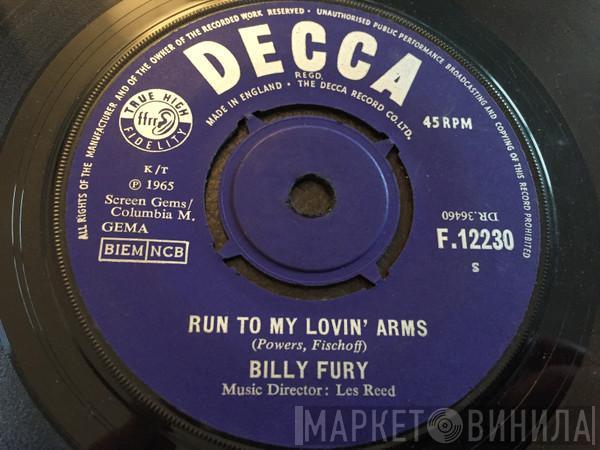 ALL RIGHTS OF THE MANUFACTURER AND OF THE OWNER OF THE RECORDED WORK RESERVED • UNAUTHORISED PUBLIC PERFORMANCE BROADCASTING AND COPYING OF THIS RECORD PROHIBITED
DECCA
REGD.
MADE IN ENGLAND • THE DECCA RECORD CO. LTD.
TRUE HIGH
ffrr
FIDELITY
45 RPM
K/T
Ⓟ 1965
Screen Gems/
Columbia M.
GEMA
BIEM NCB
DR.36460
F.12230
S
RUN TO MY LOVIN' ARMS
(Powers, Fischoff)
BILLY FURY
Music Director: Les Reed
МАРКЕТ ВИНИЛА